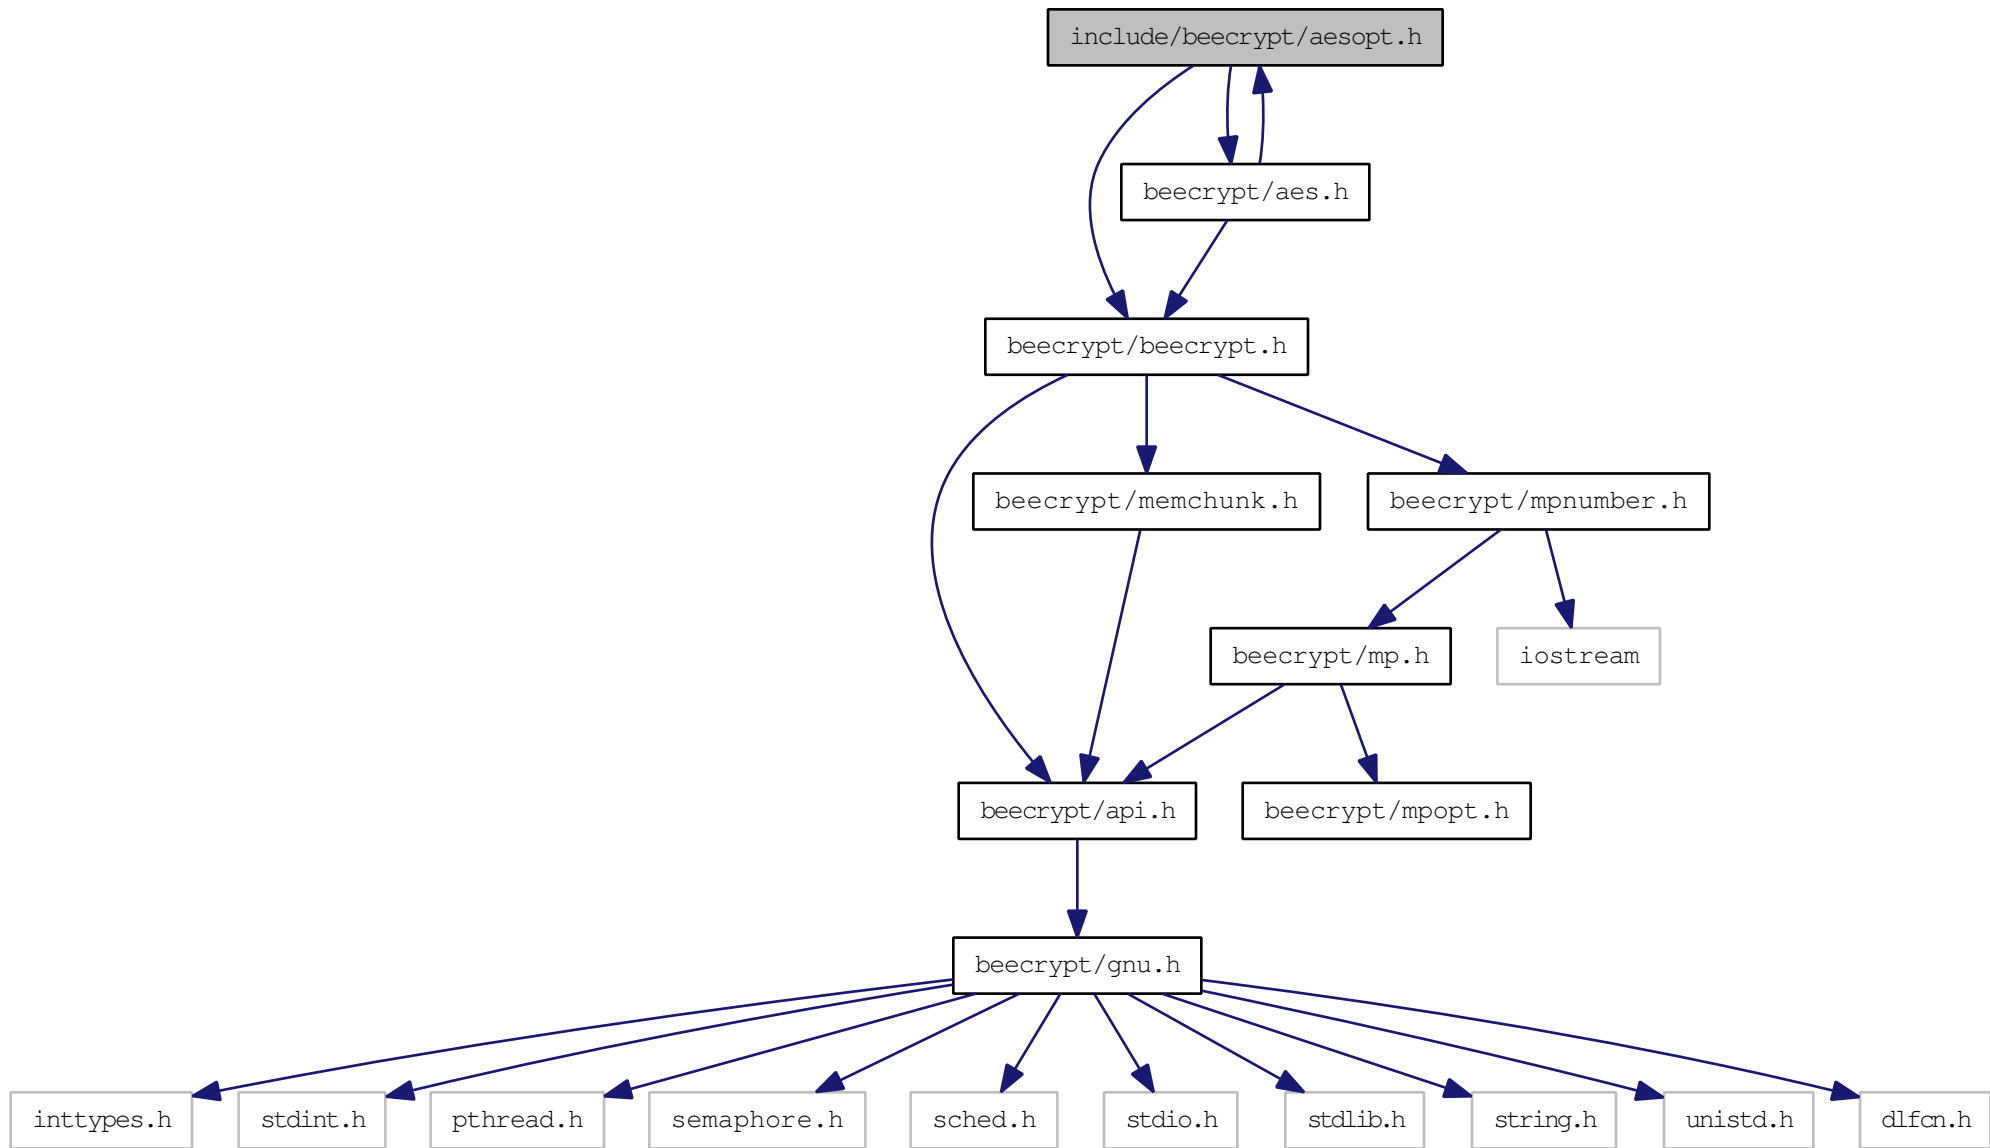 include/beecrypt/aesopt.h
beecrypt/aes.h
beecrypt/beecrypt.h
beecrypt/memchunk.h
beecrypt/mpnumber.h
beecrypt/mp.h
iostream
beecrypt/api.h
beecrypt/mpopt.h
beecrypt/gnu.h
inttypes.h
stdint.h
pthread.h
semaphore.h
sched.h
stdio.h
stdlib.h
string.h
unistd.h
dlfcn.h